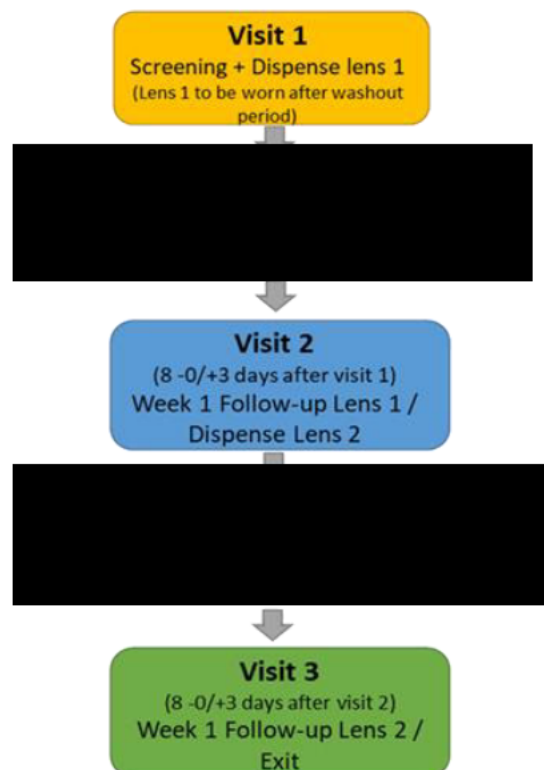 Visit 1
Screening + Dispense lens 1
(Lens 1 to be worn after washout
period)
Visit 2
(8 -0/+3 days after visit 1)
Week 1 Follow-up Lens 1 /
Dispense Lens 2
Visit 3
(8 -0/+3 days after visit 2)
Week 1 Follow-up Lens 2 /
Exit